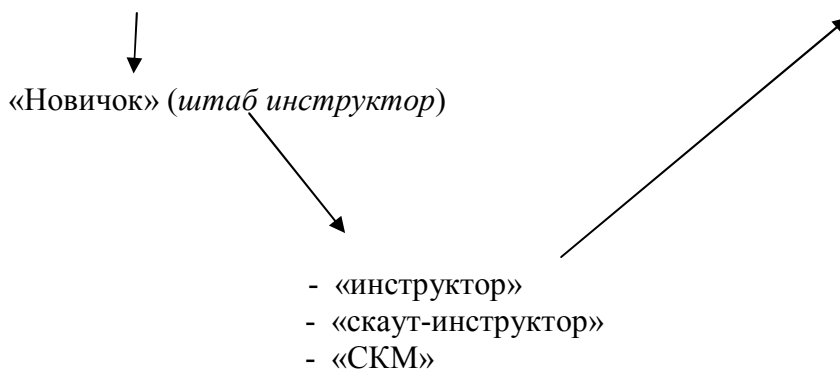 «Новичок» (штаб инструктор)
- «инструктор»
- «скаут-инструктор»
- «СКМ»